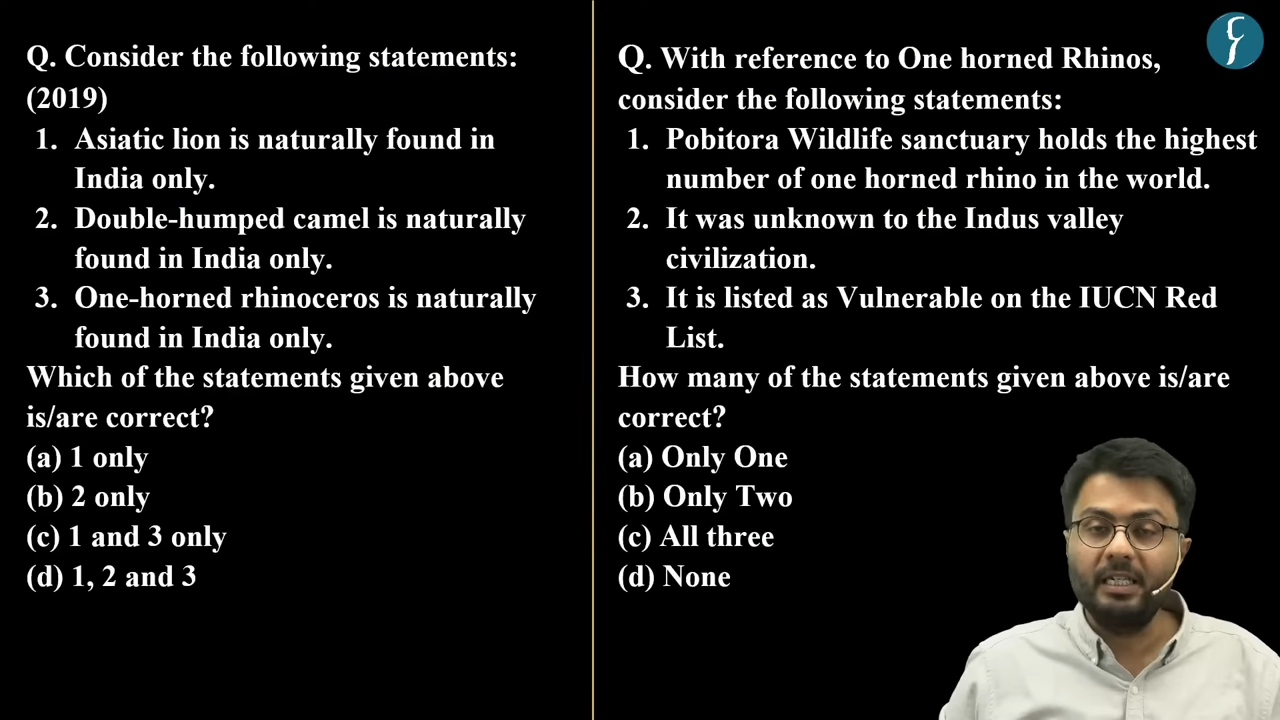 Q. Consider the following statements:
(2019)
1. Asiatic lion is naturally found in
India only.
2. Double-humped camel is naturally
found in India only.
3. One-horned rhinoceros is naturally
found in India only.
Which of the statements given above
is/are correct?
(a) 1 only
(b) 2 only
(c) 1 and 3 only
(d) 1, 2 and 3
Q. With reference to One horned Rhinos,
consider the following statements:
1. Pobitora Wildlife sanctuary holds the highest
number of one horned rhino in the world.
2. It was unknown to the Indus valley
civilization.
3. It is listed as Vulnerable on the IUCN Red
List.
How many of the statements given above is/are
correct?
(a) Only One
(b) Only Two
(c) All three
(d) None